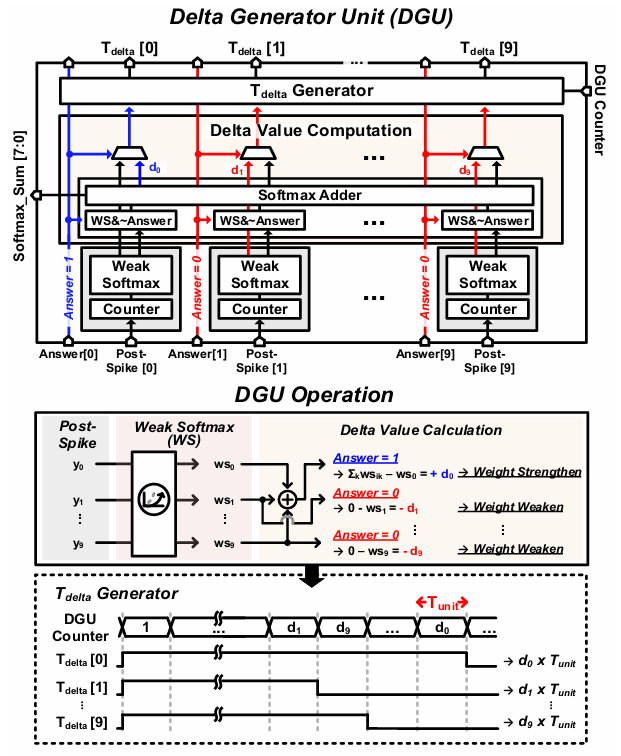 Delta Generator Unit (DGU)
Tdelta [0]
Tdelta [1]
...
Tdelta [9]
Tdelta Generator
DGU Counter
Delta Value Computation
d0
d1
...
d9
Softmax Adder
Softmax_Sum [7:0]
WS&~Answer
WS&~Answer
...
WS&~Answer
Answer = 1
Weak Softmax
Counter
Answer = 0
Weak Softmax
Counter
...
Answer = 0
Weak Softmax
Counter
Answer[0]
Post-Spike [0]
Answer[1]
Post-Spike [1]
Answer[9]
Post-Spike [9]
DGU Operation
Post-Spike
Weak Softmax (WS)
Delta Value Calculation
y0
ws0
Answer = 1
→ Σkwsik – ws0 = + d0
→ Weight Strengthen
y1
ws1
Answer = 0
→ 0 - ws1 = - d1
→ Weight Weaken
⋮
⋮
⋮
⋮
y9
ws9
Answer = 0
→ 0 – ws9 = - d9
→ Weight Weaken
Tdelta Generator
Tunit
DGU Counter
1
...
d1
d9
...
d0
...
Tdelta [0]
→ d0 x Tunit
Tdelta [1]
→ d1 x Tunit
⋮
⋮
Tdelta [9]
→ d9 x Tunit